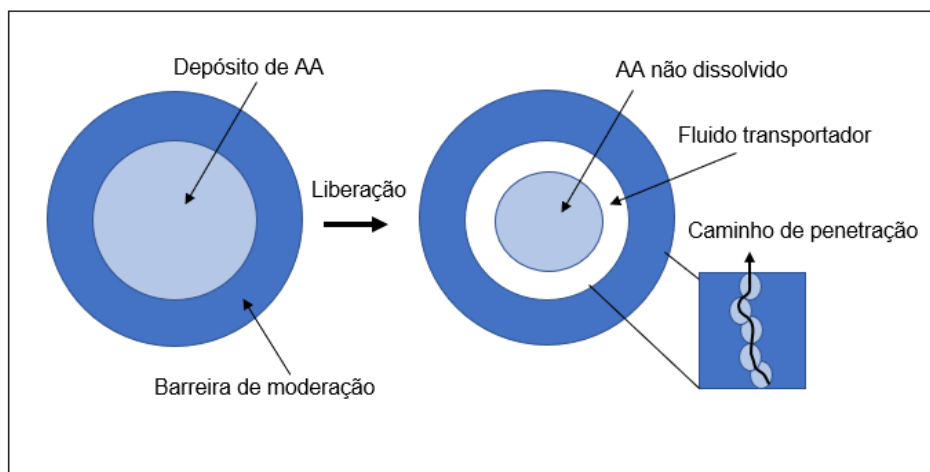 Depósito de AA
AA não dissolvido
Fluido transportador
Liberação
Caminho de penetração
Barreira de moderação